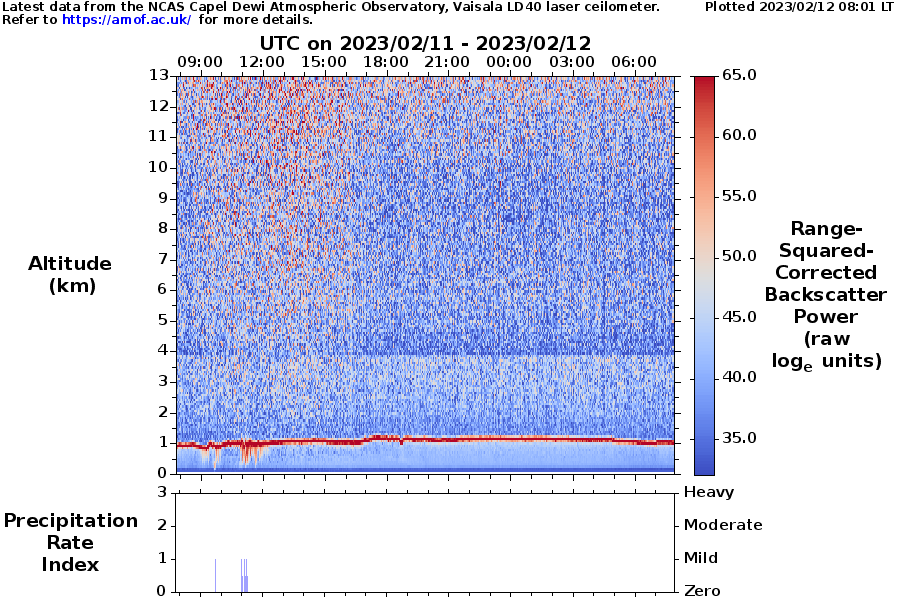 Latest data from the NCAS Capel Dewi Atmospheric Observatory, Vaisala LD40 laser ceilometer. Plotted 2023/02/12 08:01 LT
Refer to https://amof.ac.uk/ for more details.
UTC on 2023/02/11 - 2023/02/12
09:00 12:00 15:00 18:00 21:00 00:00 03:00 06:00
13
12
11
10
9
8
7
6
5
4
3
2
1
0
Altitude
(km)
65.0
60.0
55.0
50.0
45.0
40.0
35.0
Range-
Squared-
Corrected
Backscatter
Power
(raw
loge units)
3
2
1
0
Precipitation
Rate
Index
Heavy
Moderate
Mild
Zero